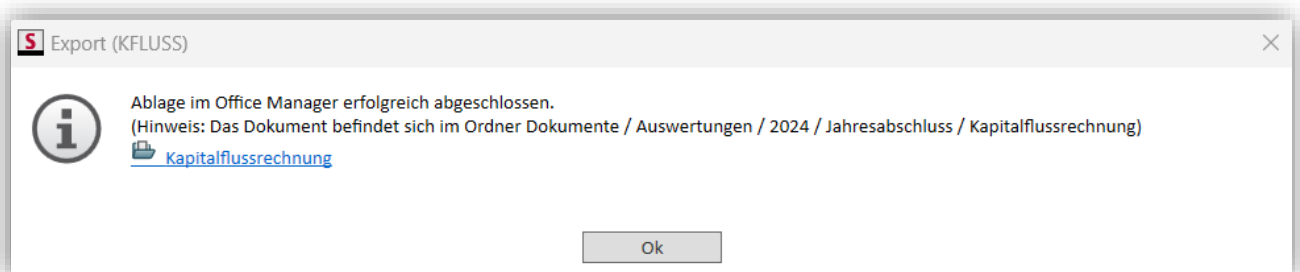 S Export (KFLUSS)
Ablage im Office Manager erfolgreich abgeschlossen.
(Hinweis: Das Dokument befindet sich im Ordner Dokumente / Auswertungen / 2024 / Jahresabschluss / Kapitalflussrechnung)
Kapitalflussrechnung
Ok